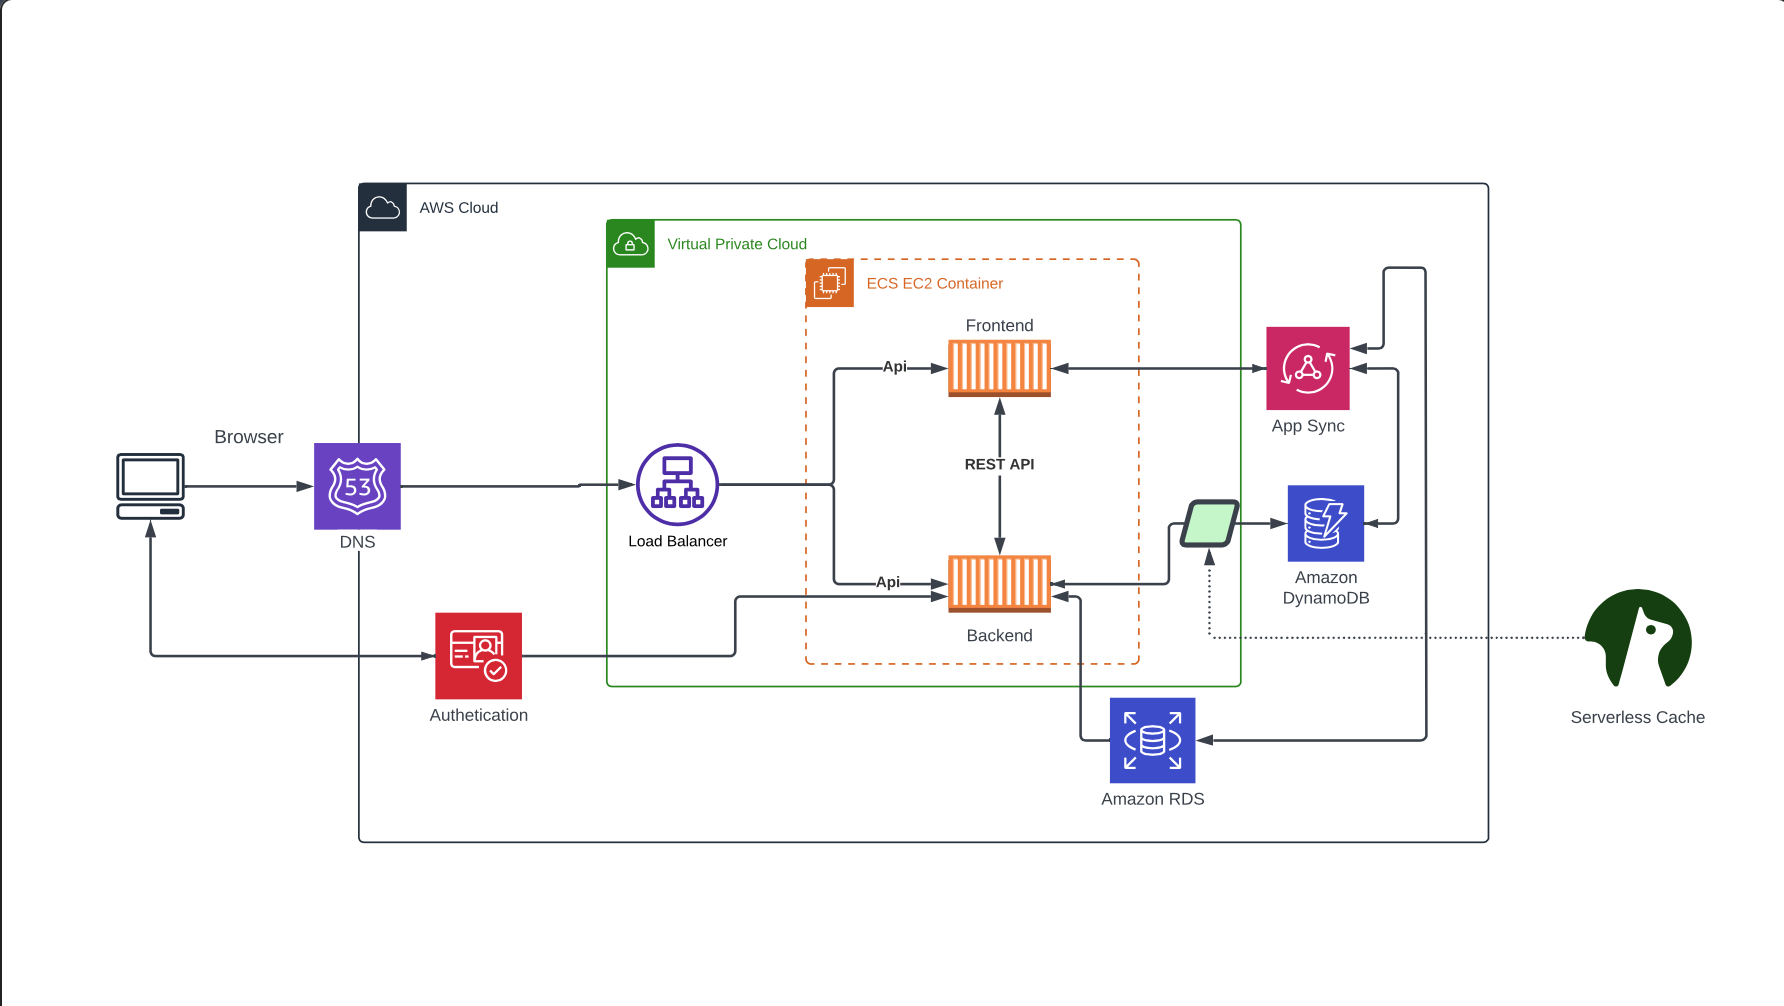 AWS Cloud
Virtual Private Cloud
ECS EC2 Container
Frontend
Api
App Sync
Browser
53
DNS
REST API
Load Balancer
Api
Amazon
DynamoDB
Backend
Authetication
Serverless Cache
Amazon RDS